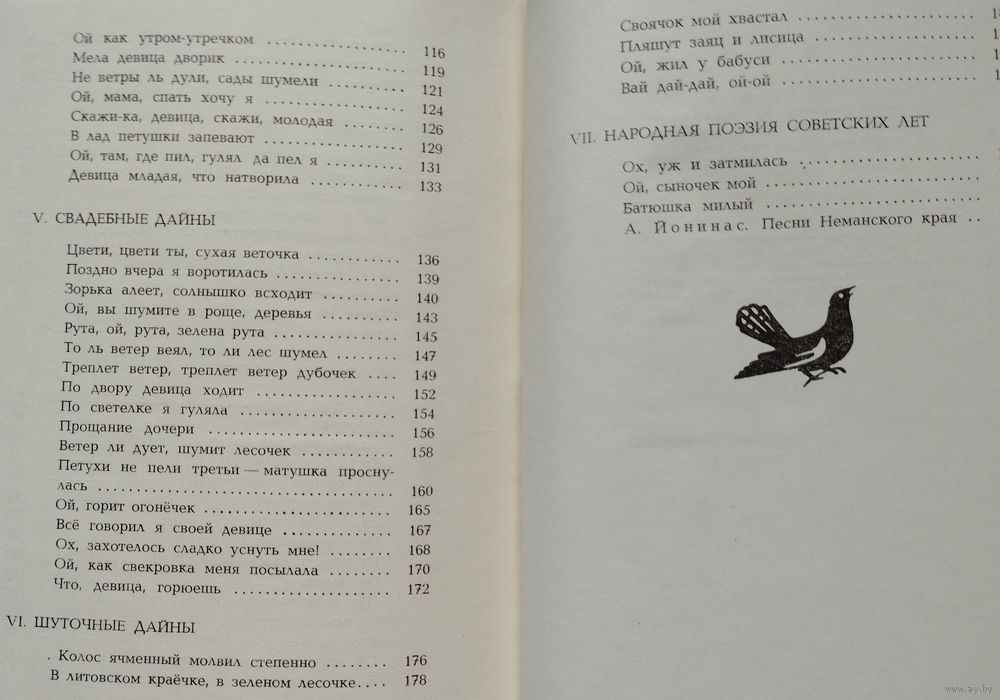 Ой как утром-утречком .......... 116
Мела девица дворик .......... 119
Не ветры ль дули, сады шумели .......... 121
Ой, мама, спать хочу я .......... 124
Скажи-ка, девица, скажи, молодая .......... 126
В лад петушки запевают .......... 129
Ой, там, где пил, гулял да пел я .......... 131
Девица младая, что натворила .......... 133
V. СВАДЕБНЫЕ ДАЙНЫ
Цвети, цвети ты, сухая веточка .......... 136
Поздно вчера я воротилась .......... 139
Зорька алеет, солнышко всходит .......... 140
Ой, вы шумите в роще, деревья .......... 143
Рута, ой, рута, зелена рута .......... 145
То ль ветер веял, то ли лес шумел .......... 147
Треплет ветер, треплет ветер дубочек .... 149
По двору девица ходит .......... 152
По светелке я гуляла .......... 154
Прощание дочери .......... 156
Ветер ли дует, шумит лесочек .......... 158
Петухи не пели третьи — матушка просну-
лась .......... 160
Ой, горит огонёчек .......... 165
Всё говорил я своей девице .......... 167
Ох, захотелось сладко уснуть мне! ........ 168
Ой, как свекровка меня посылала ........ 170
Что, девица, горюешь .......... 172
VI. ШУТОЧНЫЕ ДАЙНЫ
Колос ячменный молвил степенно ........ 176
В литовском краёчке, в зеленом лесочке.... 178
Своячок мой хвастал ..........
Пляшут заяц и лисица ..........
Ой, жил у бабуси ..........
Вай дай-дай, ой-ой ..........
VII. НАРОДНАЯ ПОЭЗИЯ СОВЕТСКИХ ЛЕТ
Ох, уж и затмилась ..........
Ой, сыночек мой ..........
Батюшка милый ..........
А. Йонинас. Песни Неманского края ..
www.ay.by